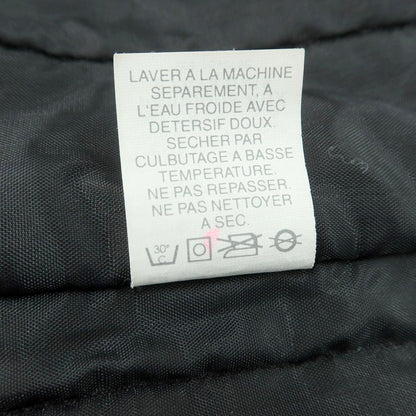 LAVER A LA MACHINE
SEPAREMENT, A
L'EAU FROIDE AVEC
DETERSIF DOUX.
SECHER PAR
CULBUTAGE A BASSE
TEMPERATURE.
NE PAS REPASSER.
NE PAS NETTOYER
A SEC.
30°
C